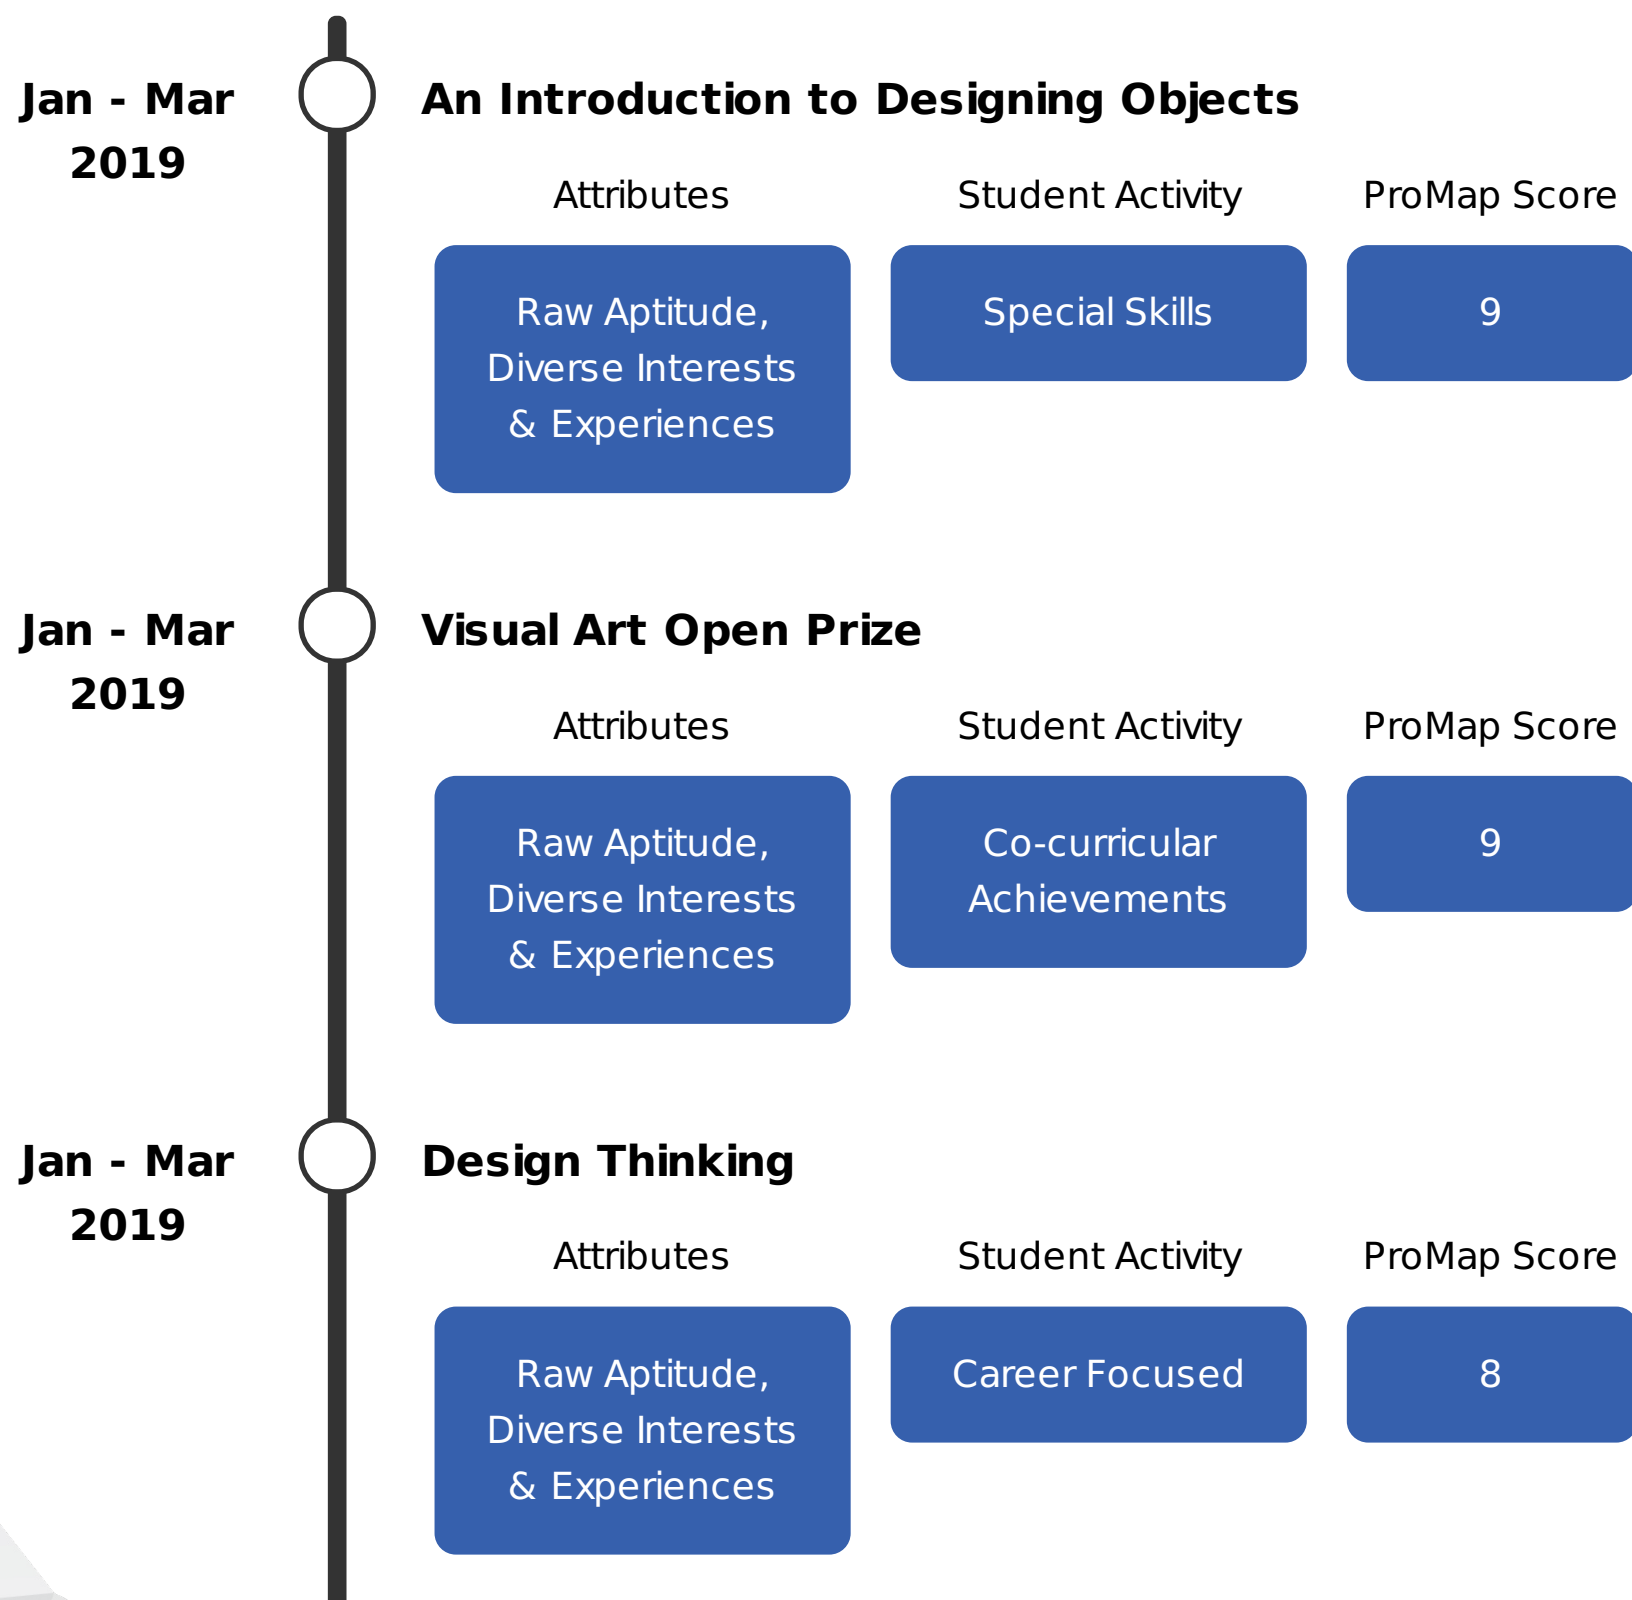 Jan - Mar
2019
An Introduction to Designing Objects
Attributes
Student Activity
ProMap Score
Raw Aptitude,
Diverse Interests
& Experiences
Special Skills
9
Jan - Mar
2019
Visual Art Open Prize
Attributes
Student Activity
ProMap Score
Raw Aptitude,
Diverse Interests
& Experiences
Co-curricular
Achievements
9
Jan - Mar
2019
Design Thinking
Attributes
Student Activity
ProMap Score
Raw Aptitude,
Diverse Interests
& Experiences
Career Focused
8